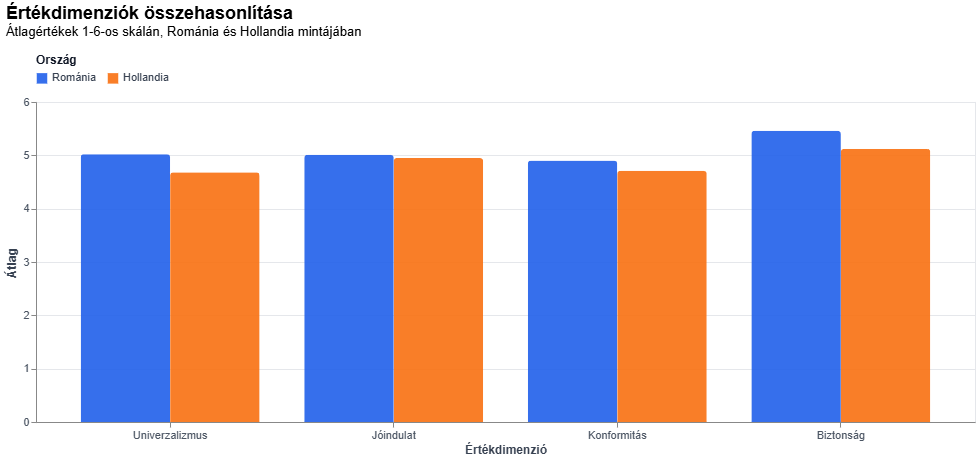 Értékdimenziók összehasonlítása
Átlagértékek 1-6-os skálán, Románia és Hollandia mintájában
Ország
Románia Hollandia
6
5
4
3
2
1
0
Átlag
Univerzalizmus Jóindulat Konformitás Biztonság
Értékdimenzió